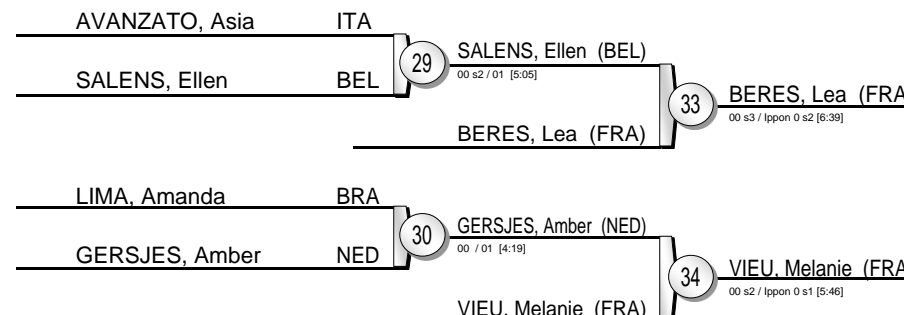 AVANZATO, Asia ITA
SALENS, Ellen BEL
29
SALENS, Ellen (BEL)
00 s2 / 01 [5:05]
BERES, Lea (FRA)
33
BERES, Lea (FRA
00 s3 / Ippon 0 s2 [6:39]
LIMA, Amanda BRA
GERSJES, Amber NED
30
GERSJES, Amber (NED)
00 / 01 [4:19]
VIEU, Melanie (FRA)
34
VIEU, Melanie (FRA
00 s2 / Ippon 0 s1 [5:46]